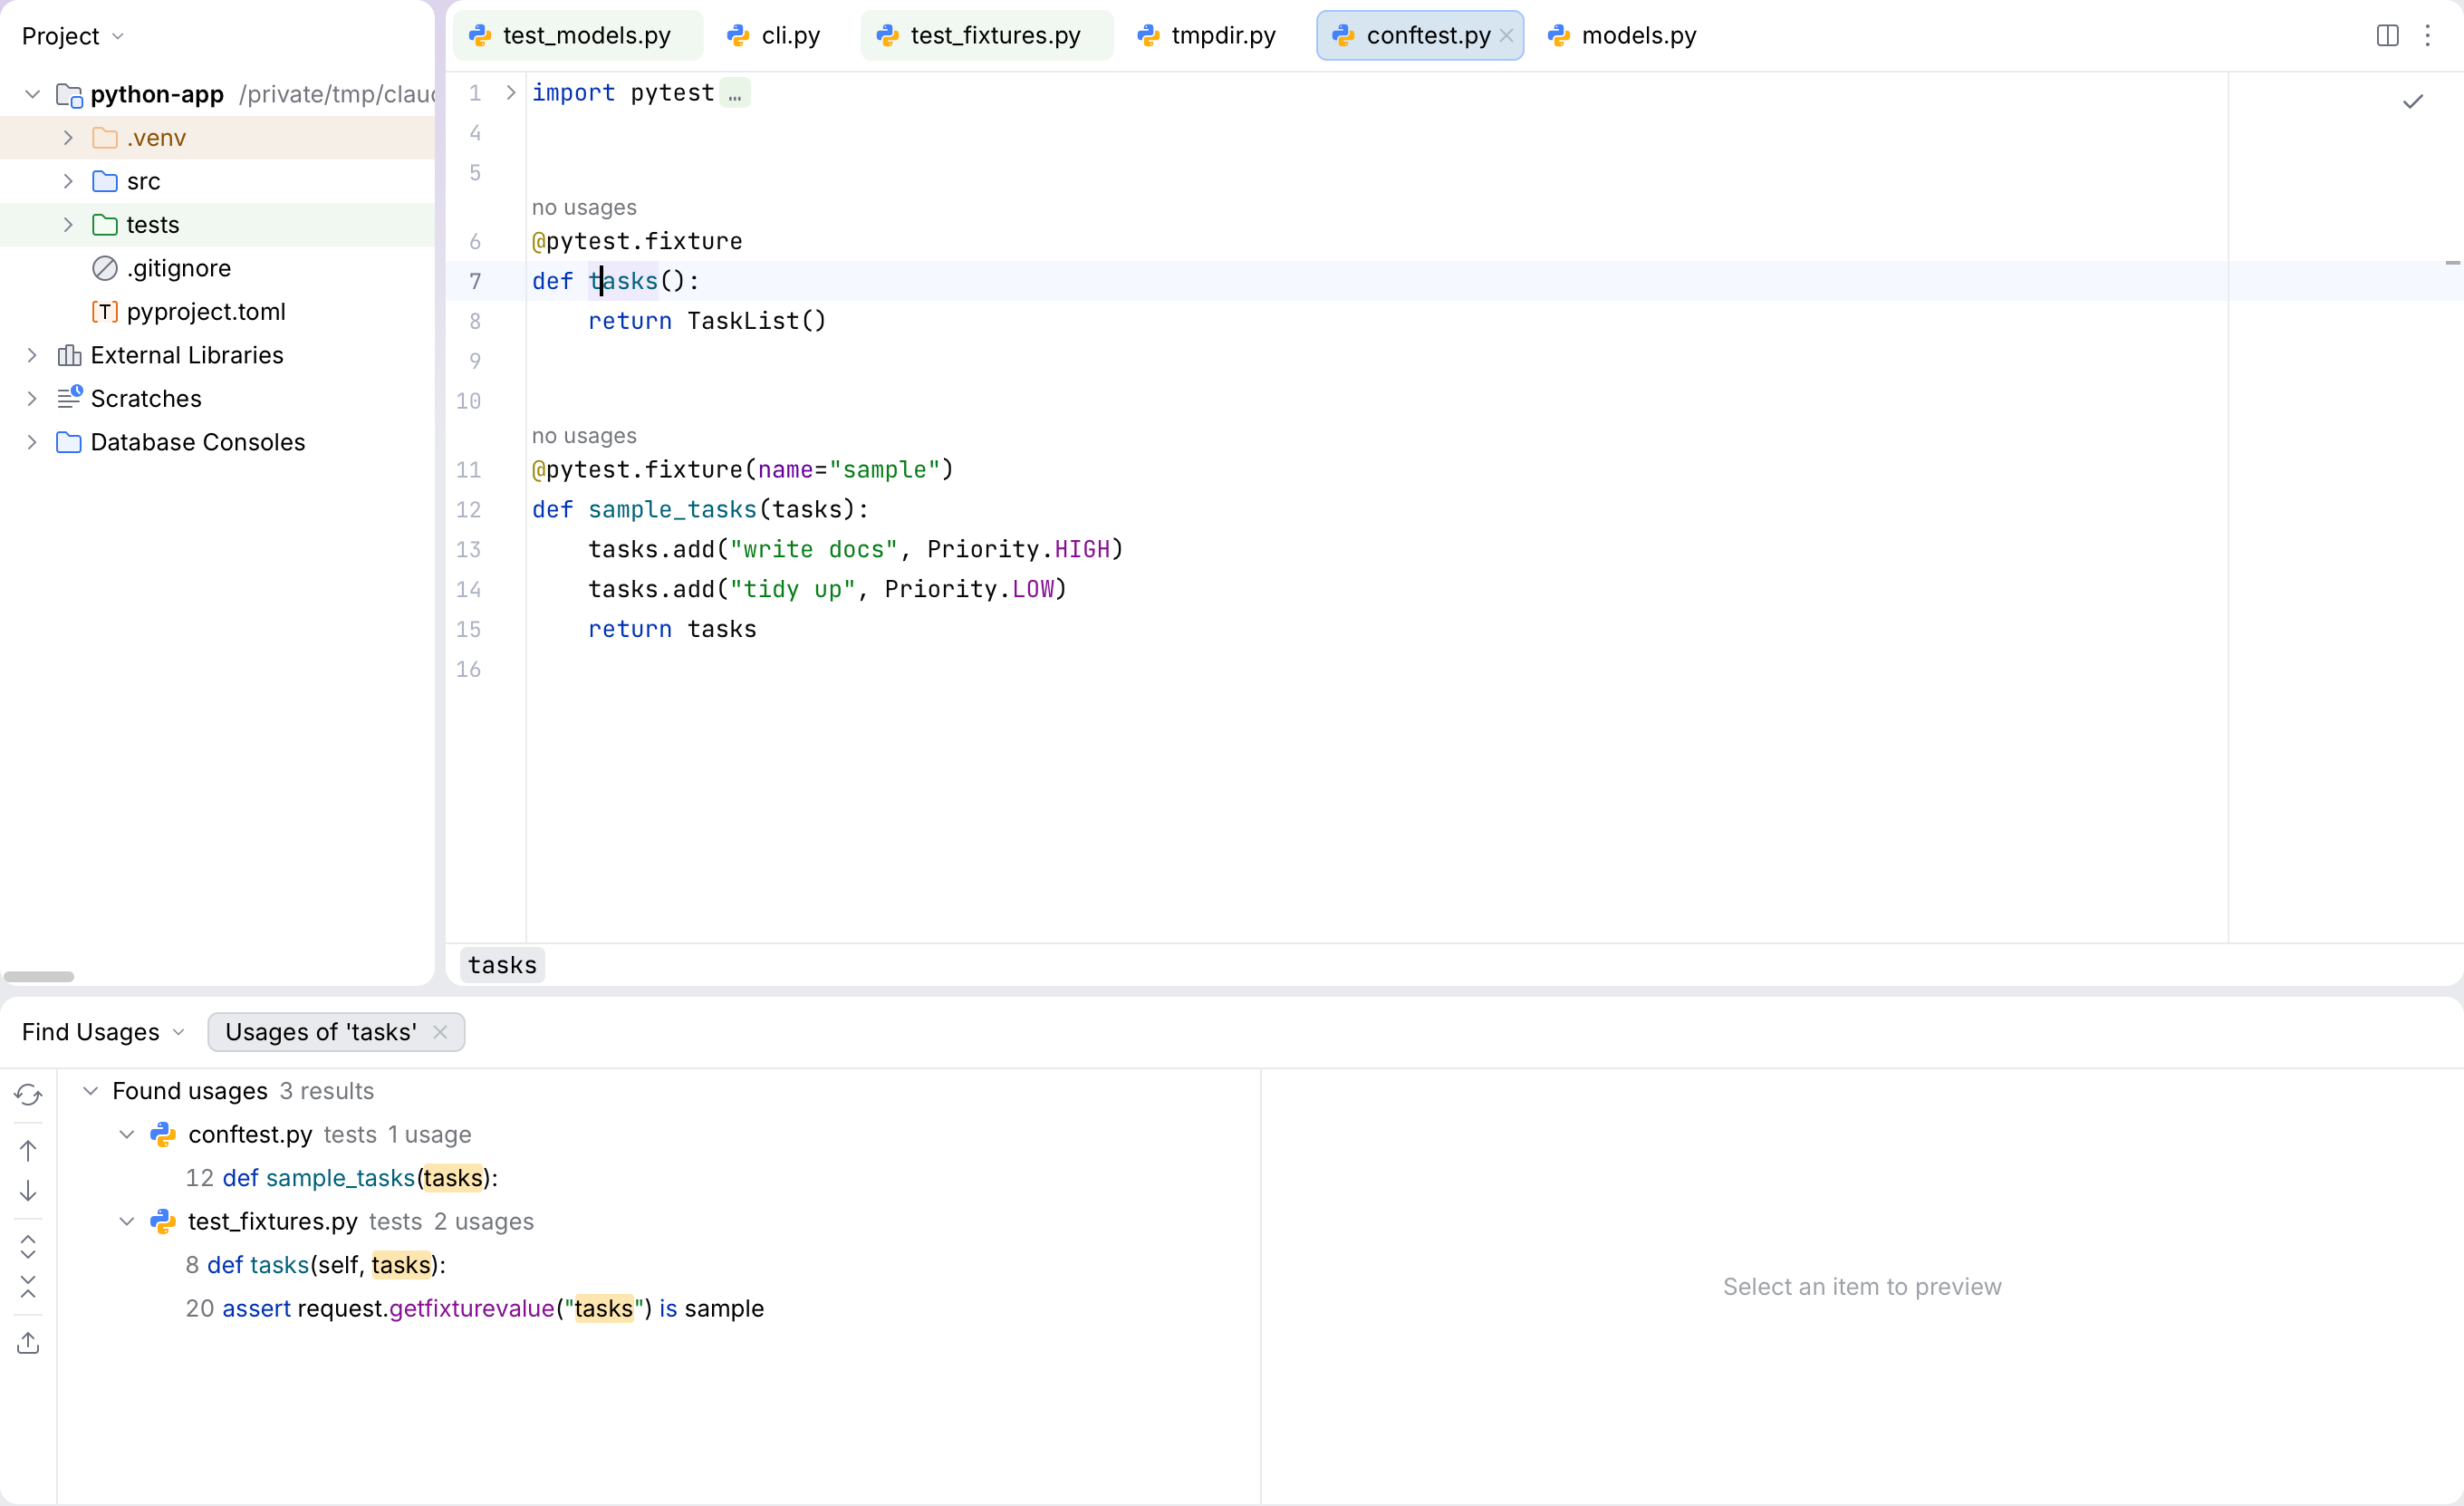 Project
python-app /private/tmp/clauc
.venv
src
tests
.gitignore
pyproject.toml
External Libraries
Scratches
Database Consoles
test_models.py
cli.py
test_fixtures.py
tmpdir.py
conftest.py
models.py
1 import pytest...
4
5
no usages
6 @pytest.fixture
7 def tasks():
8 return TaskList()
9
10
no usages
11 @pytest.fixture(name="sample")
12 def sample_tasks(tasks):
13 tasks.add("write docs", Priority.HIGH)
14 tasks.add("tidy up", Priority.LOW)
15 return tasks
16
tasks
Find Usages
Usages of 'tasks'
Found usages 3 results
conftest.py tests 1 usage
12 def sample_tasks(tasks):
test_fixtures.py tests 2 usages
8 def tasks(self, tasks):
20 assert request.getfixturevalue("tasks") is sample
Select an item to preview